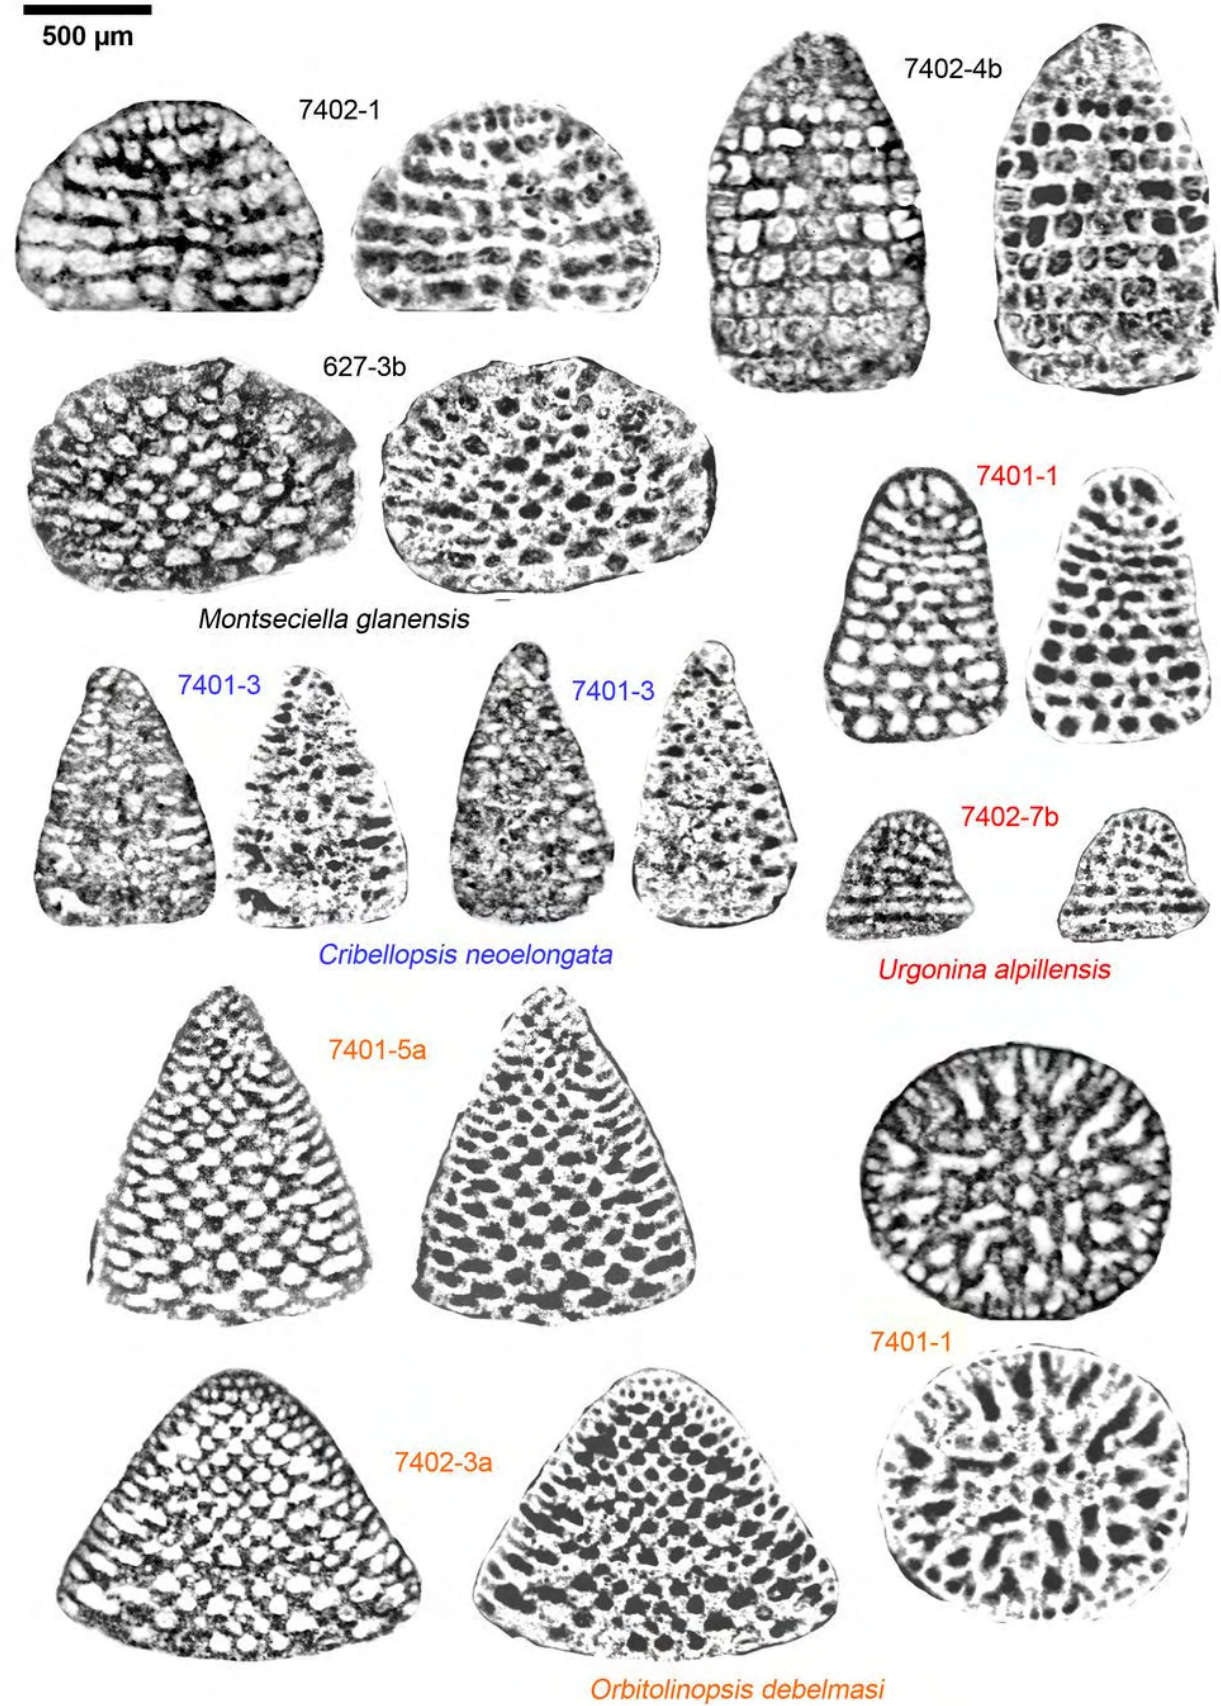 500 µm
7402-1
7402-4b
627-3b
7401-1
Montseciella glanensis
7401-3
7401-3
7402-7b
Cribellopsis neoelongata
Urgonina alpillensis
7401-5a
7401-1
7402-3a
Orbitolinopsis debelmasi